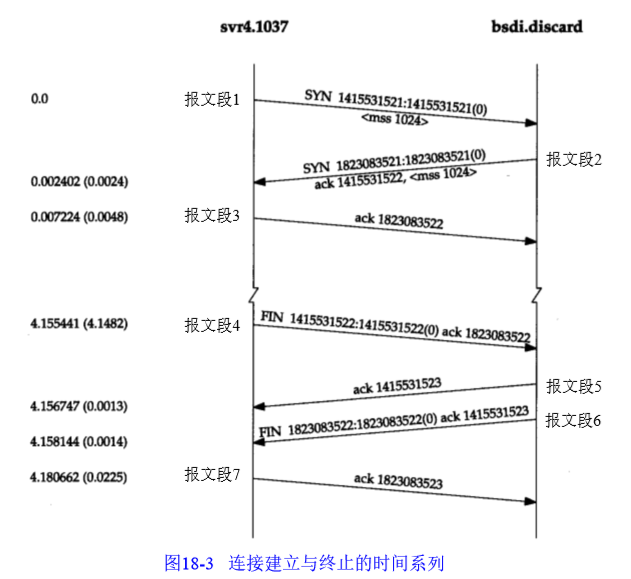 svr4.1037 bsdi.discard
0.0 报文段1 SYN 1415531521:1415531521(0)
<mss 1024>
SYN 1823083521:1823083521(0) 报文段2
0.002402 (0.0024) ack 1415531522, <mss 1024>
0.007224 (0.0048) 报文段3 ack 1823083522
4.155441 (4.1482) 报文段4 FIN 1415531522:1415531522(0) ack 1823083522
ack 1415531523 报文段5
4.156747 (0.0013)
FIN 1823083522:1823083522(0) ack 1415531523 报文段6
4.158144 (0.0014)
4.180662 (0.0225) 报文段7 ack 1823083523
图18-3 连接建立与终止的时间系列